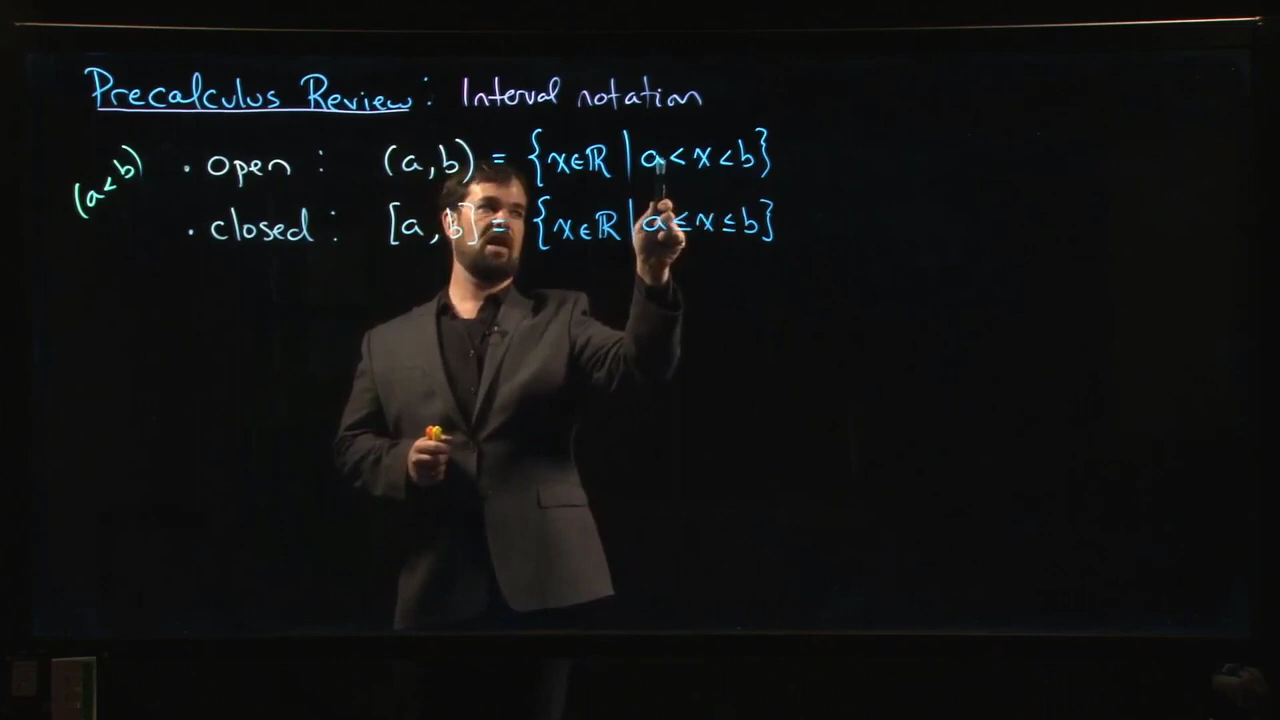 Precalculus Review: Interval notation
(a<b) · open : (a,b) = {x∈ℝ | a<x<b}
· closed : [a,b] = {x∈ℝ | a≤x≤b}